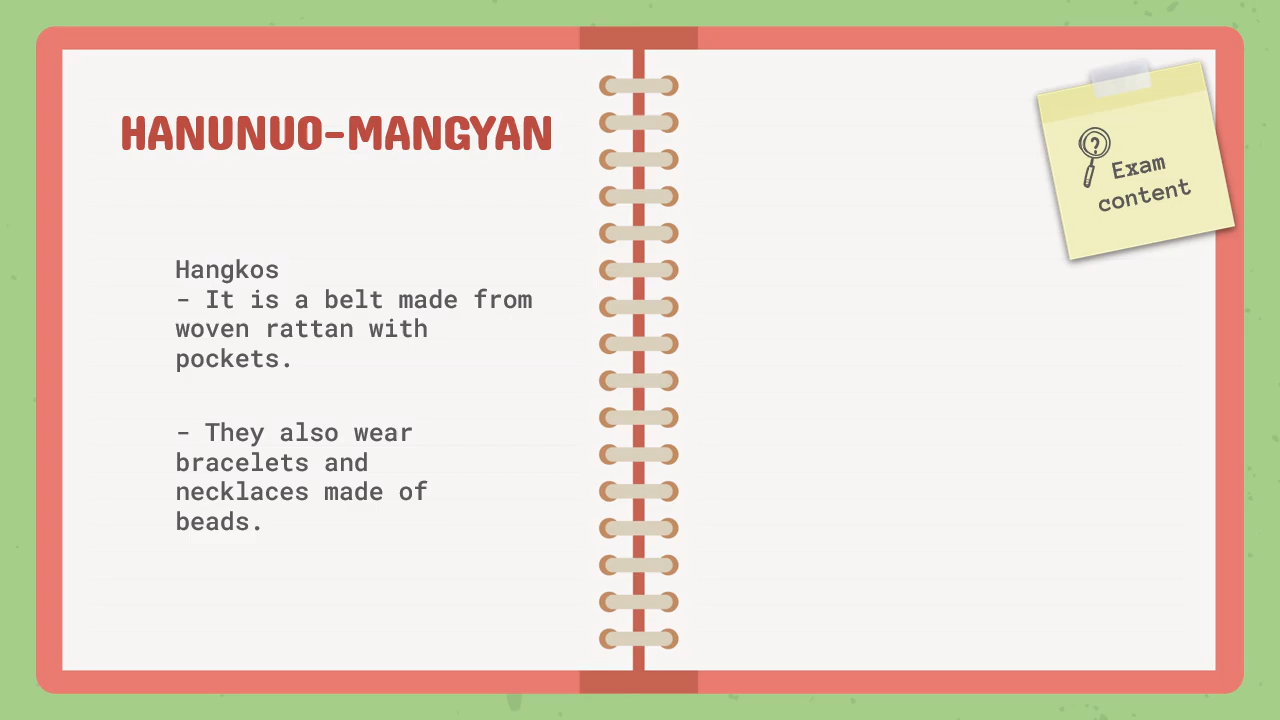 HANUNUO-MANGYAN
Hangkos
- It is a belt made from
woven rattan with
pockets.
- They also wear
bracelets and
necklaces made of
beads.
?
Exam
content